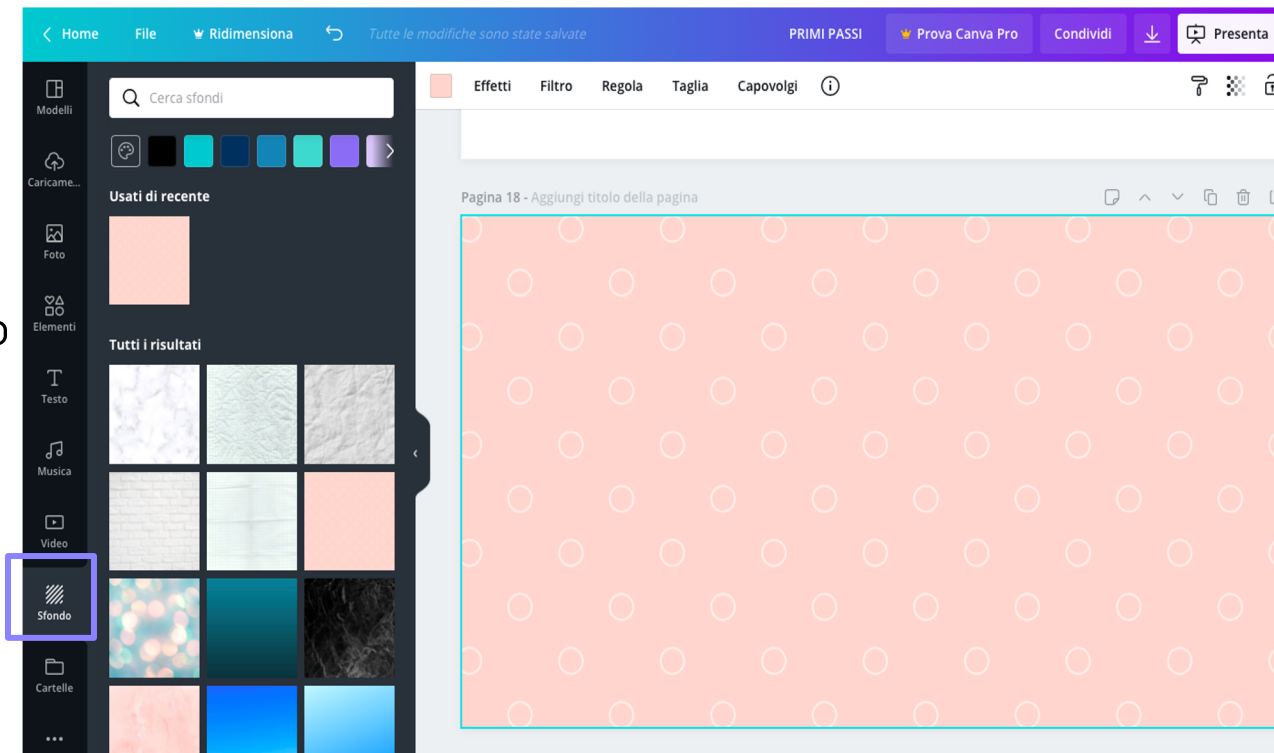 Home File Ridimensiona Tutte le modifiche sono state salvate PRIMI PASSI Prova Canva Pro Condividi Presenta
Effetti Filtro Regola Taglia Capovolgi
Modelli
Cerca sfondi
Caricame...
Usati di recente
Pagina 18 - Aggiungi titolo della pagina
Foto
Elementi
Tutti i risultati
Testo
Musica
Video
Sfondo
Cartelle